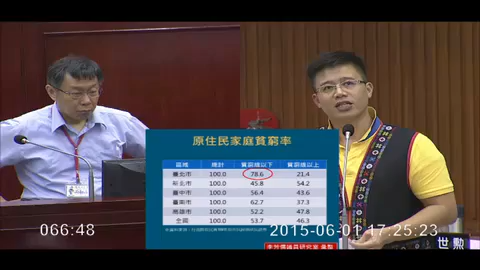 原住民家庭貧窮率
區域 總計 貧窮線以下 貧窮線以上
臺北市 100.0 78.6 21.4
新北市 100.0 45.8 54.2
臺中市 100.0 56.4 43.6
臺南市 100.0 62.7 37.3
高雄市 100.0 52.2 47.8
全國 100.0 53.7 46.3
066:48
2015-06-01 17:25:23
世勳